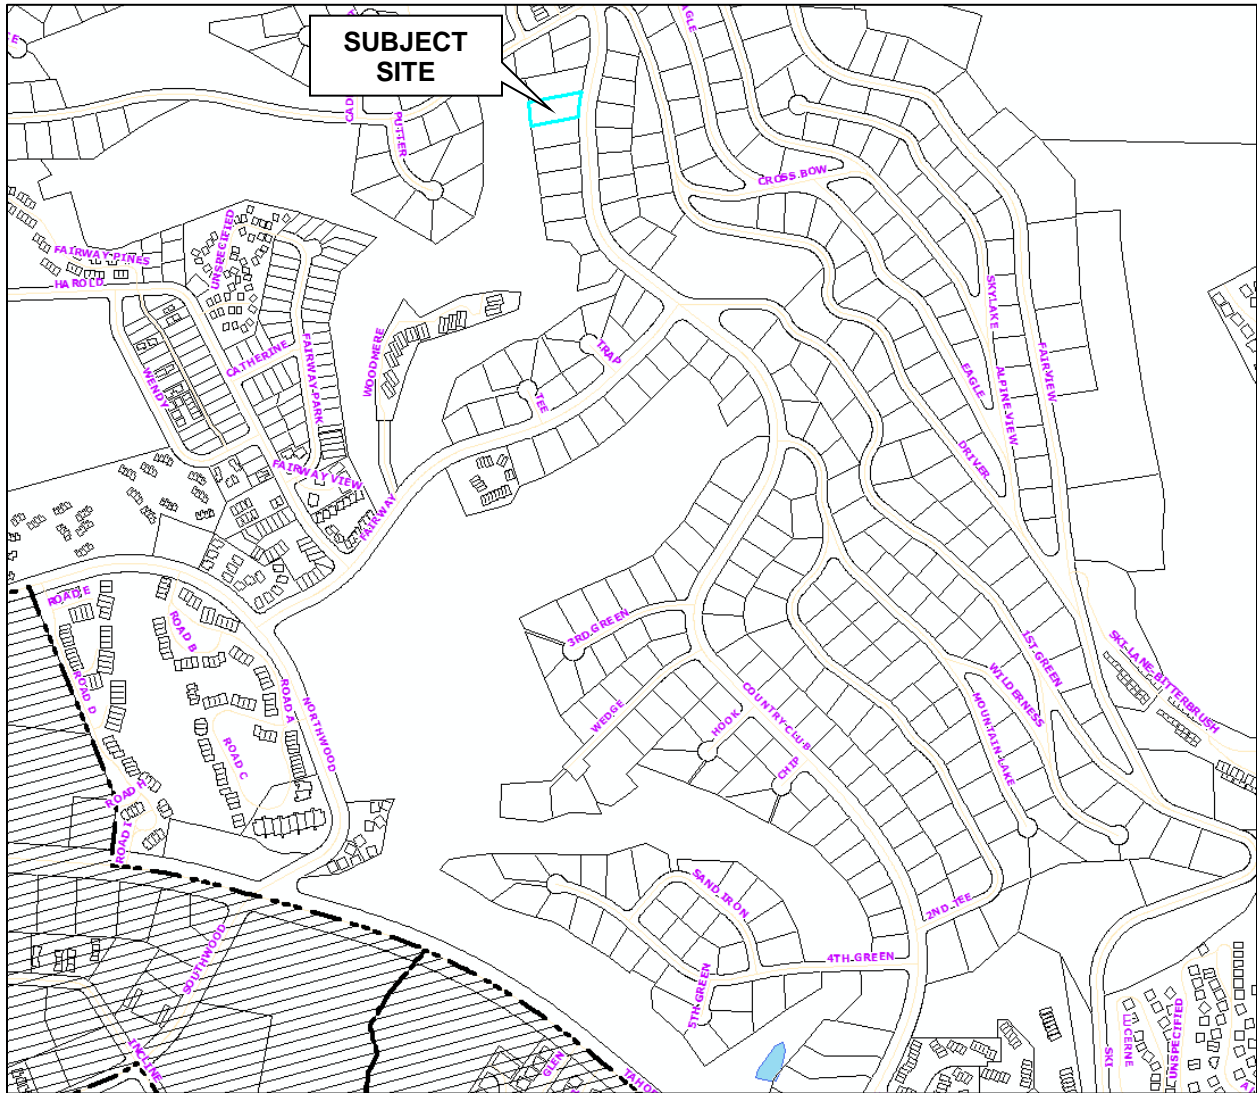 SUBJECT
SITE
EAGLE
PUTTER
CROSS BOW
UNSPECIFIED
FAIRWAY PINES
HAROLD
SKYLAKE
CATHERINE
FAIRWAY PARK
WOODMERE
TRAP
FAIRVIEW
WENDY
EAGLE
ALPINE VIEW
TEE
DRIVER
FAIRWAY VIEW
FAIRWAY
ROAD E
ROAD B
3RD GREEN
1ST GREEN
SKI LANE BITTERBRUSH
ROAD D
ROAD A
NORTHWOOD
WEDGE
HOOK
COUNTRY CLUB
WILDERNESS
MOUNTAIN LAKE
ROAD C
CHIP
ROAD H
ROAD I
SAND IRON
2ND TEE
SOUTHWOOD
4TH GREEN
5TH GREEN
INCLINE
GLEN
SKI
LUCERNE
UNSPECIFIED